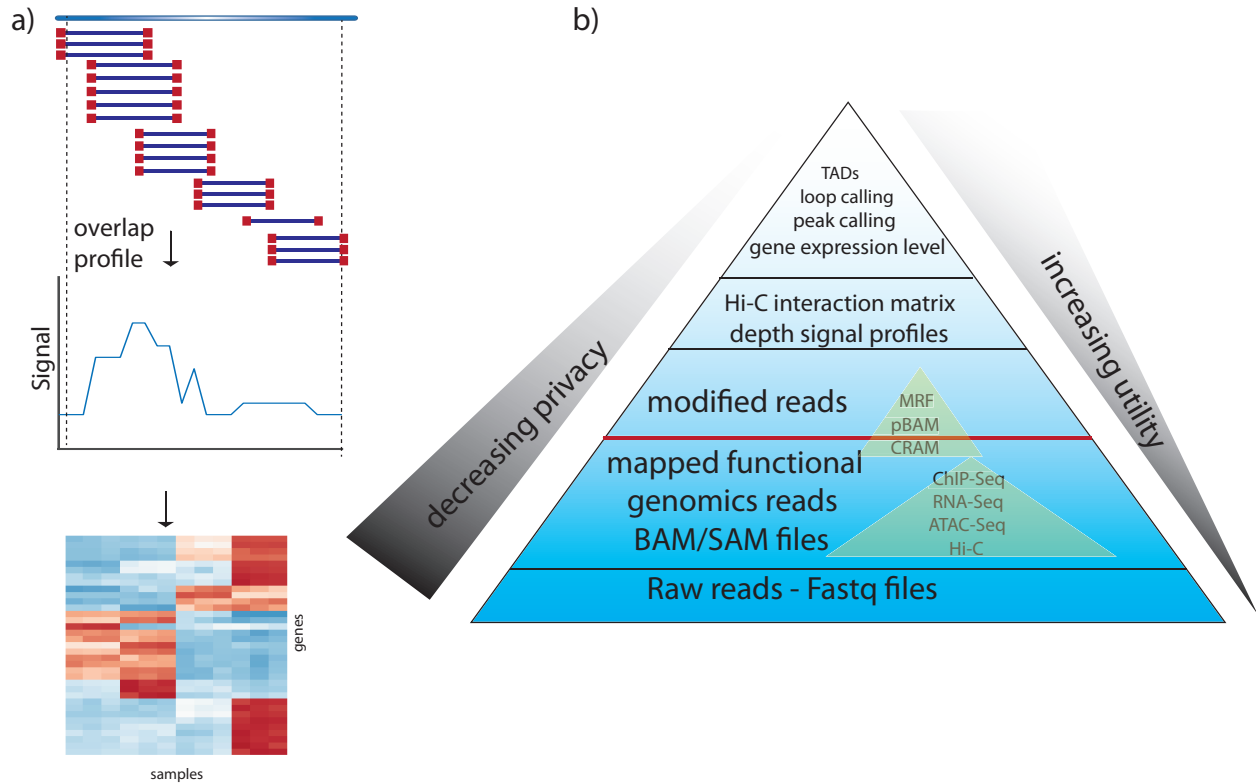 a)
overlap
profile
Signal
genes
samples
b)
decreasing privacy
increasing utility
TADs
loop calling
peak calling
gene expression level
Hi-C interaction matrix
depth signal profiles
modified reads
MRF
pBAM
CRAM
mapped functional
genomics reads
BAM/SAM files
ChIP-Seq
RNA-Seq
ATAC-Seq
Hi-C
Raw reads - Fastq files